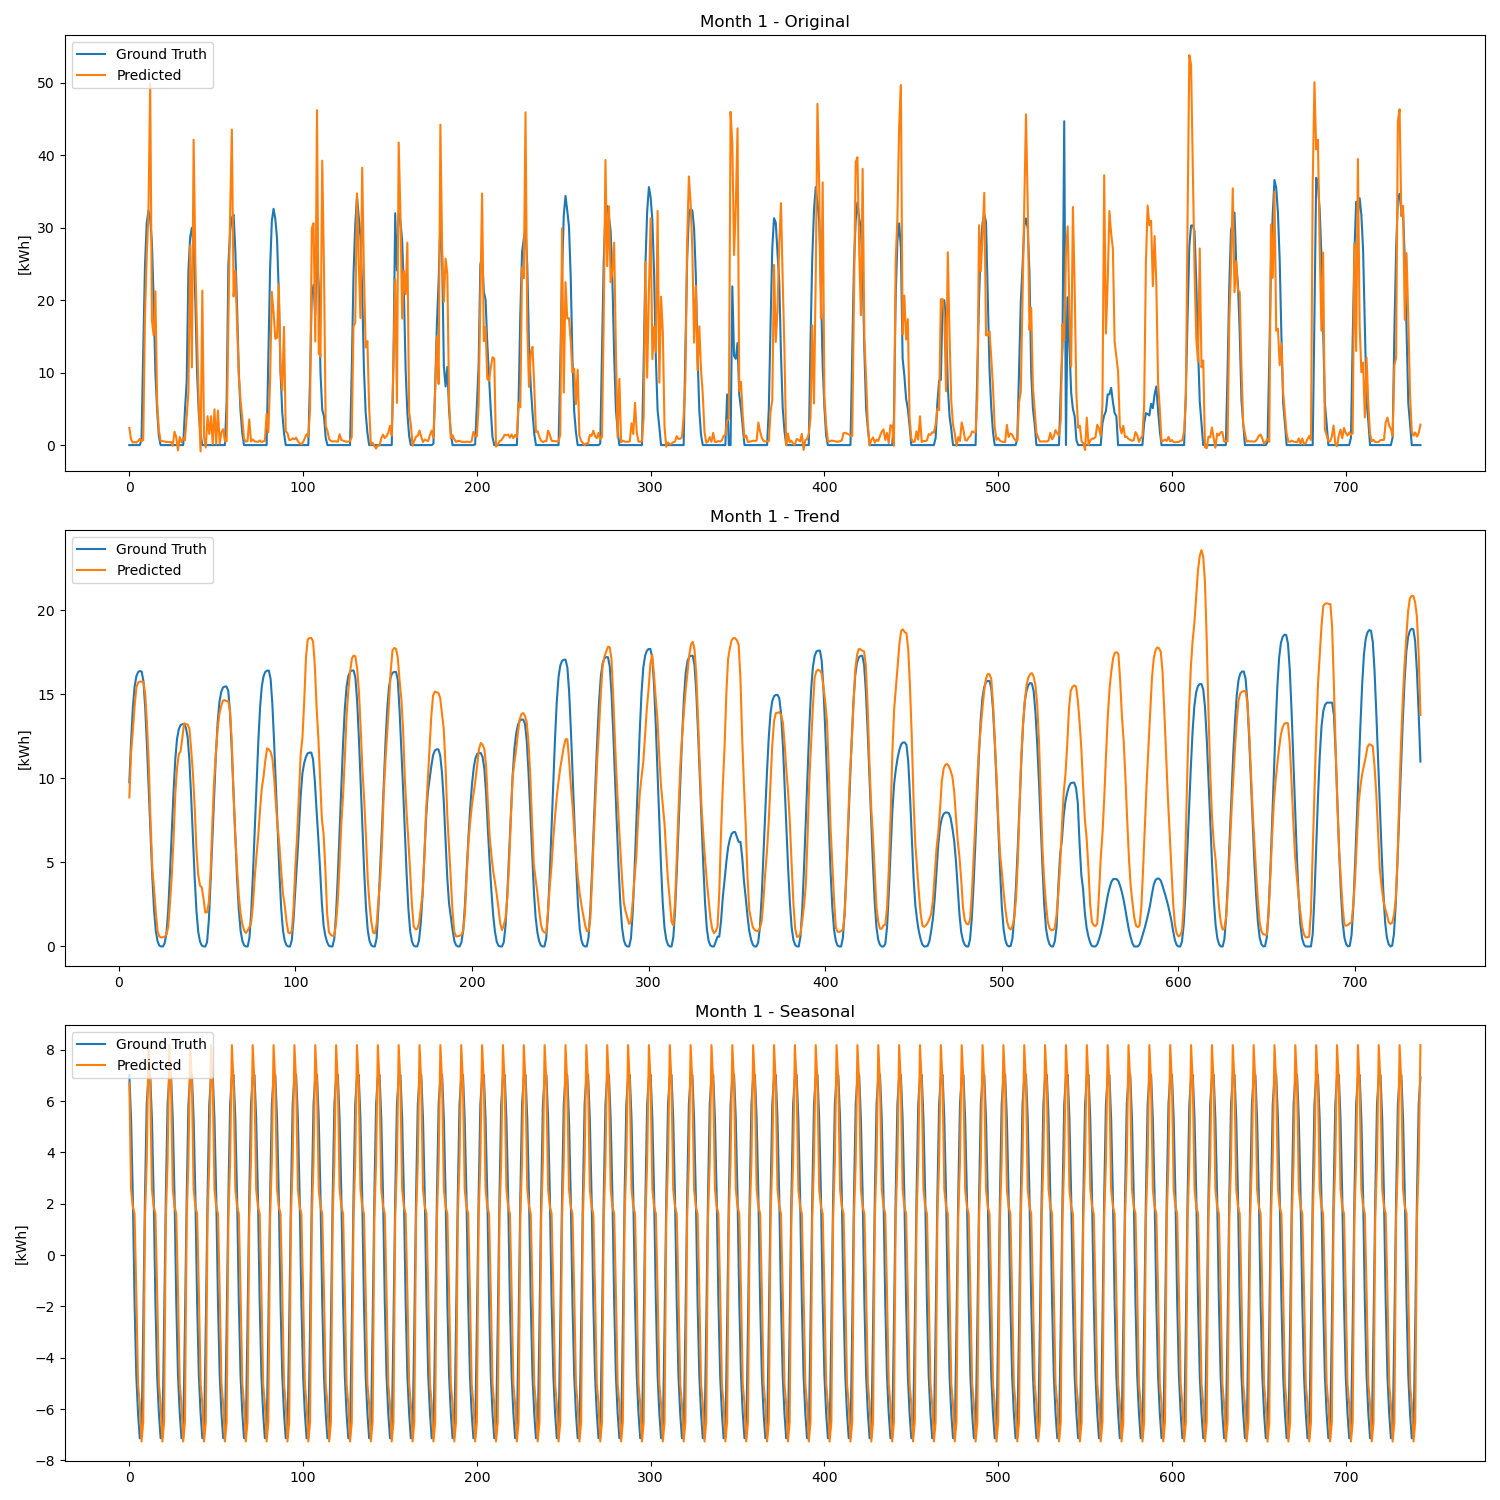 Month 1 - Original
Ground Truth
Predicted
[kWh]
50
40
30
20
10
0
0 100 200 300 400 500 600 700
Month 1 - Trend
Ground Truth
Predicted
[kWh]
20
15
10
5
0
0 100 200 300 400 500 600 700
Month 1 - Seasonal
Ground Truth
Predicted
[kWh]
8
6
4
2
0
−2
−4
−6
−8
0 100 200 300 400 500 600 700